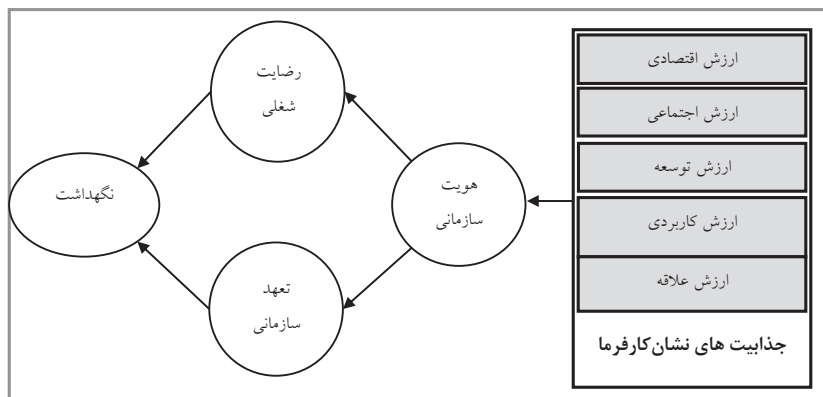 ارزش اقتصادی
ارزش اجتماعی
ارزش توسعه
ارزش کاربردی
ارزش علاقه
جذابیت های نشان‌کارفرما
هویت
سازمانی
رضایت
شغلی
تعهد
سازمانی
نگهداشت